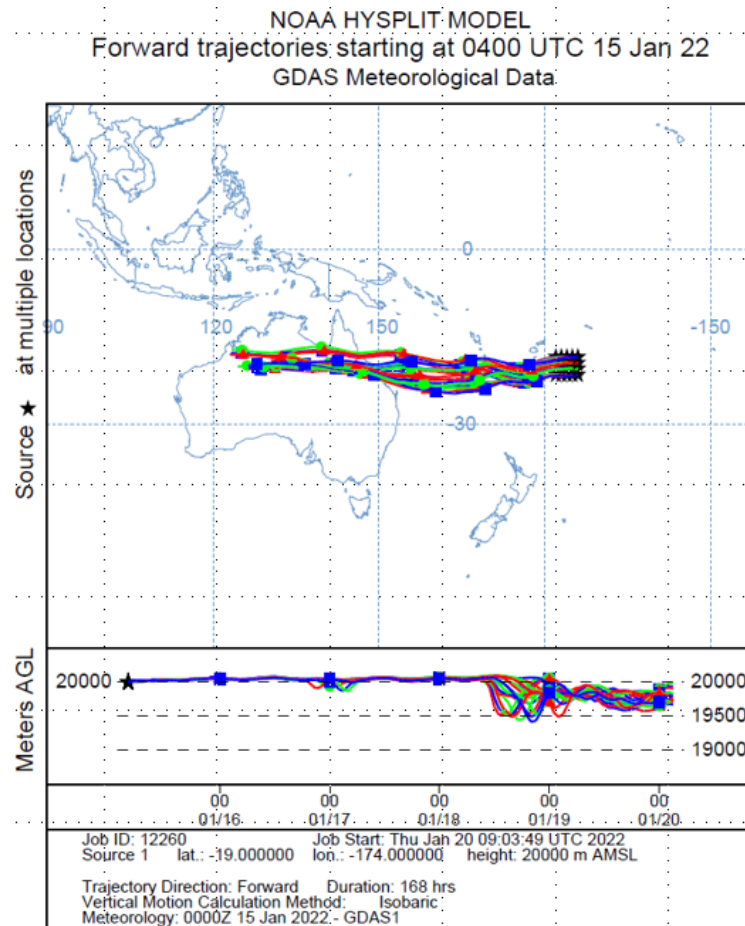 NOAA HYSPLIT MODEL
Forward trajectories starting at 0400 UTC 15 Jan 22
GDAS Meteorological Data
Source ★ at multiple locations
0
90 120 150 -150
-30
Meters AGL
20000 20000
19500
19000
00 00 00 00 00
01/16 01/17 01/18 01/19 01/20
Job ID: 12260 Job Start: Thu Jan 20 09:03:49 UTC 2022
Source 1 lat.: -19.000000 lon.: -174.000000 height: 20000 m AMSL
Trajectory Direction: Forward Duration: 168 hrs
Vertical Motion Calculation Method: Isobaric
Meteorology: 0000Z 15 Jan 2022 - GDAS1